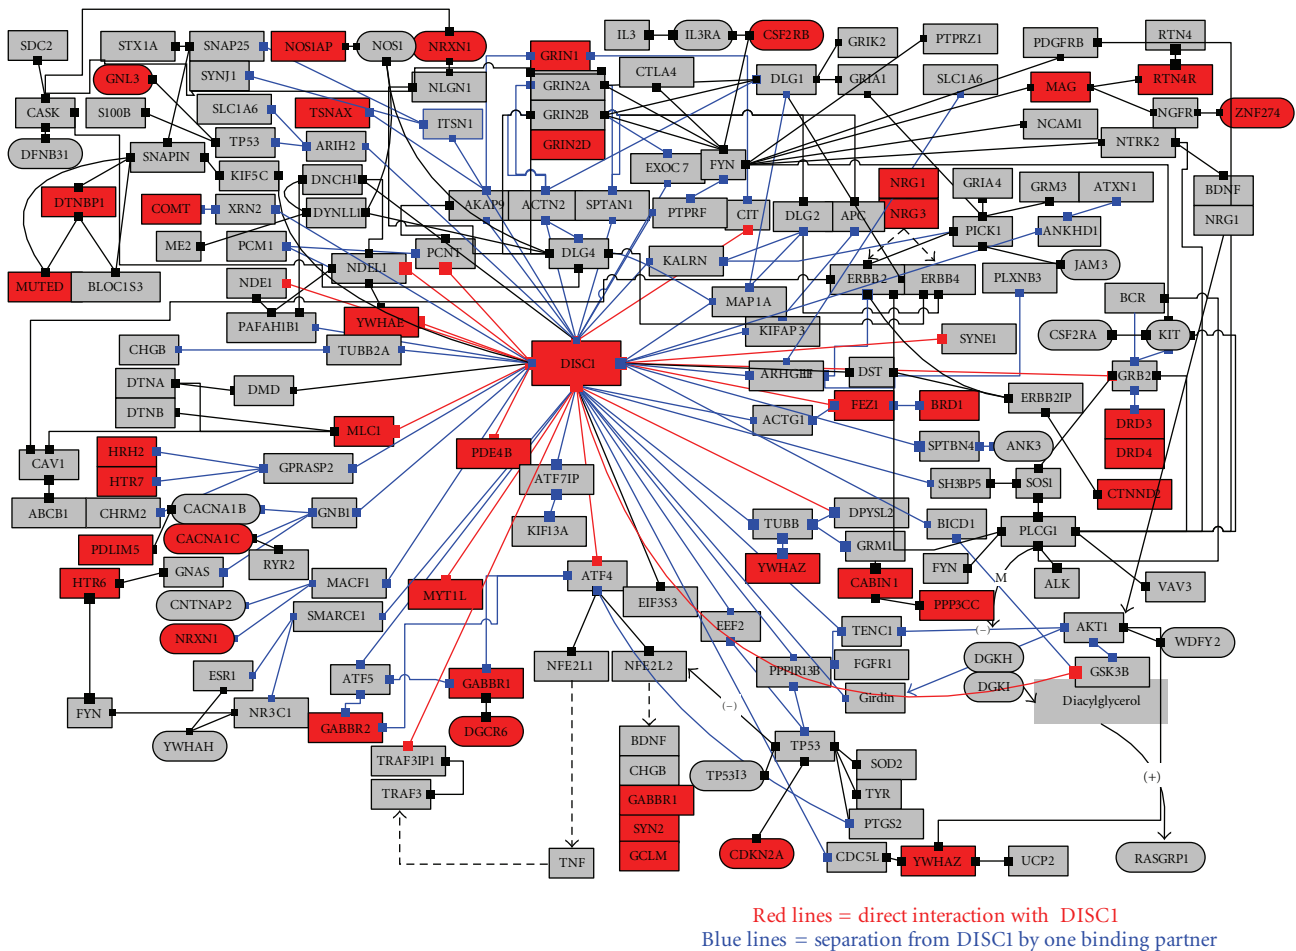 SDC2
STX1A
SNAP25
NOS1AP
NOS1
NRXN1
GRIN1
IL3
IL3RA
CSF2RB
GRIK2
PTPRZ1
PDGFRB
RTN4
GNL3
SYNJ1
NLGN1
GRIN2A
CTLA4
DLG1
GRIA1
SLC1A6
MAG
RTN4R
CASK
S100B
SLC1A6
TSNAX
ITSN1
GRIN2B
NCAM1
NGFR
ZNF274
DFNB31
SNAPIN
TP53
ARIH2
GRIN2D
EXOC7
FYN
NTRK2
KIF5C
DNCH1
NRG1
GRIA4
GRM3
ATXN1
BDNF
DTNBP1
COMT
XRN2
DYNLL1
AKAP9
ACTN2
SPTAN1
PTPRF
CIT
DLG2
APC
NRG3
PICK1
ANKHD1
NRG1
ME2
PCM1
PCNT
DLG4
KALRN
JAM3
MUTED
BLOC1S3
NDE1
NDEL1
ERBB2
ERBB4
PLXNB3
MAP1A
BCR
PAFAHIB1
YWHAE
KIFAP3
SYNE1
CSF2RA
KIT
CHGB
TUBB2A
DISC1
DST
GRB2
DTNA
DMD
DTNB
ACTG1
FEZ1
BRD1
ERBB2IP
DRD3
MLC1
PDE4B
SPTBN4
ANK3
DRD4
HRH2
CAV1
HTR7
GPRASP2
ATF7IP
SH3BP5
SOS1
CTNND2
ABCB1
CHRM2
CACNA1B
GNB1
KIF13A
TUBB
DPYSL2
BICD1
PLCG1
PDLIM5
CACNA1C
GRM1
RYR2
HTR6
GNAS
MACF1
MYT1L
ATF4
YWHAZ
CABIN1
FYN
M
ALK
VAV3
CNTNAP2
SMARCE1
EIF3S3
PPP3CC
NRXN1
EEF2
TENC1
(−)
AKT1
WDFY2
NFE2L1
NFE2L2
FGFR1
DGKH
GSK3B
ESR1
ATF5
GABBR1
PPP1R13B
DGKI
FYN
NR3C1
GABBR2
DGCR6
(−)
Girdin
Diacylglycerol
YWHAH
BDNF
TP53
TRAF3IP1
CHGB
TP53I3
SOD2
(+)
TRAF3
GABBR1
TYR
SYN2
PTGS2
TNF
GCLM
CDKN2A
CDC5L
YWHAZ
UCP2
RASGRP1
Red lines = direct interaction with DISC1
Blue lines = separation from DISC1 by one binding partner